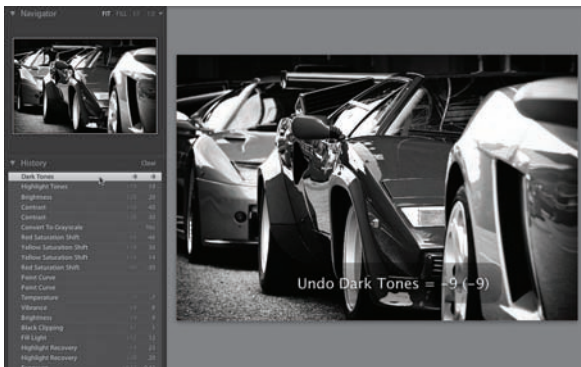 Navigator FIT FILL
History Clear
Dark Tones
Highlight Tones
Brightness
Contrast
Contrast
Convert To Grayscale Yes
Red Saturation Shift
Yellow Saturation Shift
Yellow Saturation Shift
Red Saturation Shift
Point Curve
Point Curve
Temperature
Vibrance
Brightness
Black Clipping
Fill Light
Highlight Recovery
Highlight Recovery
Undo Dark Tones = -9 (-9)